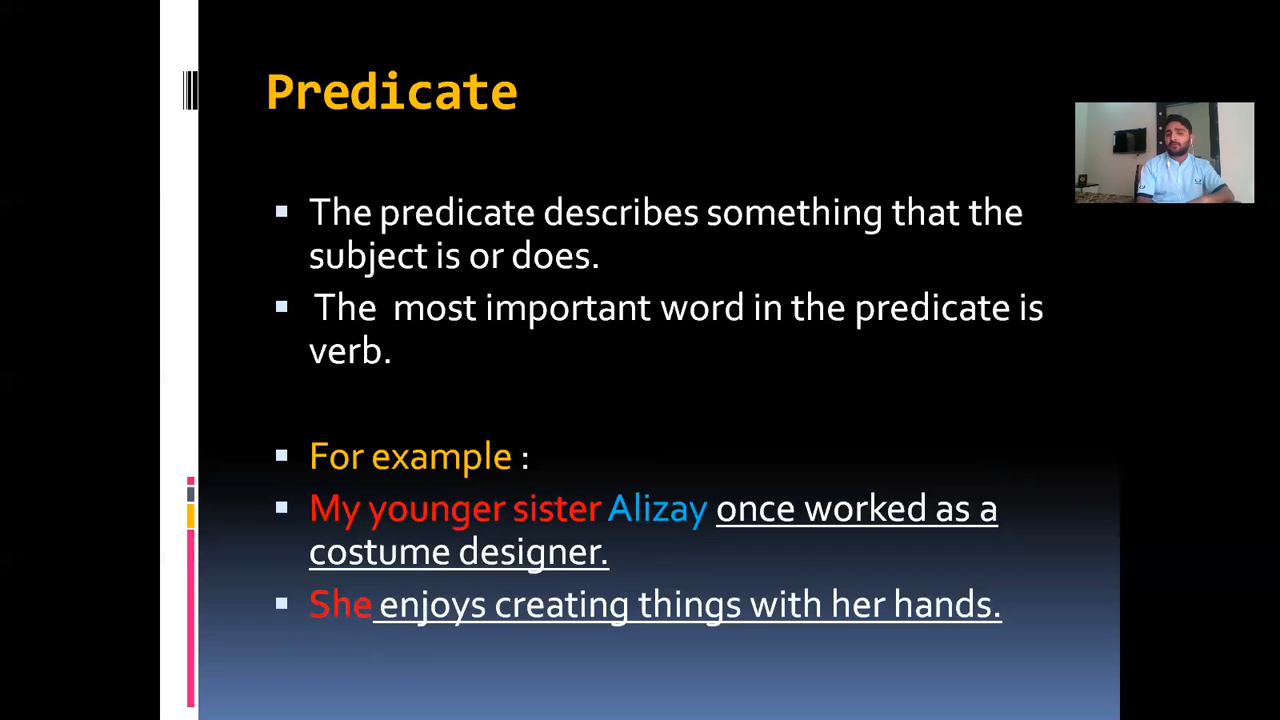 Predicate
The predicate describes something that the
subject is or does.
The most important word in the predicate is
verb.
For example :
My younger sister Alizay once worked as a
costume designer.
She enjoys creating things with her hands.